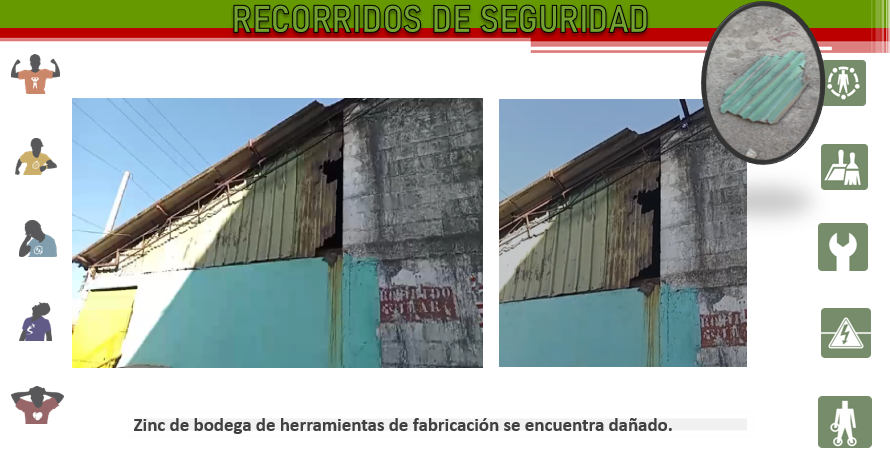 RECORRIDOS DE SEGURIDAD
Zinc de bodega de herramientas de fabricación se encuentra dañado.